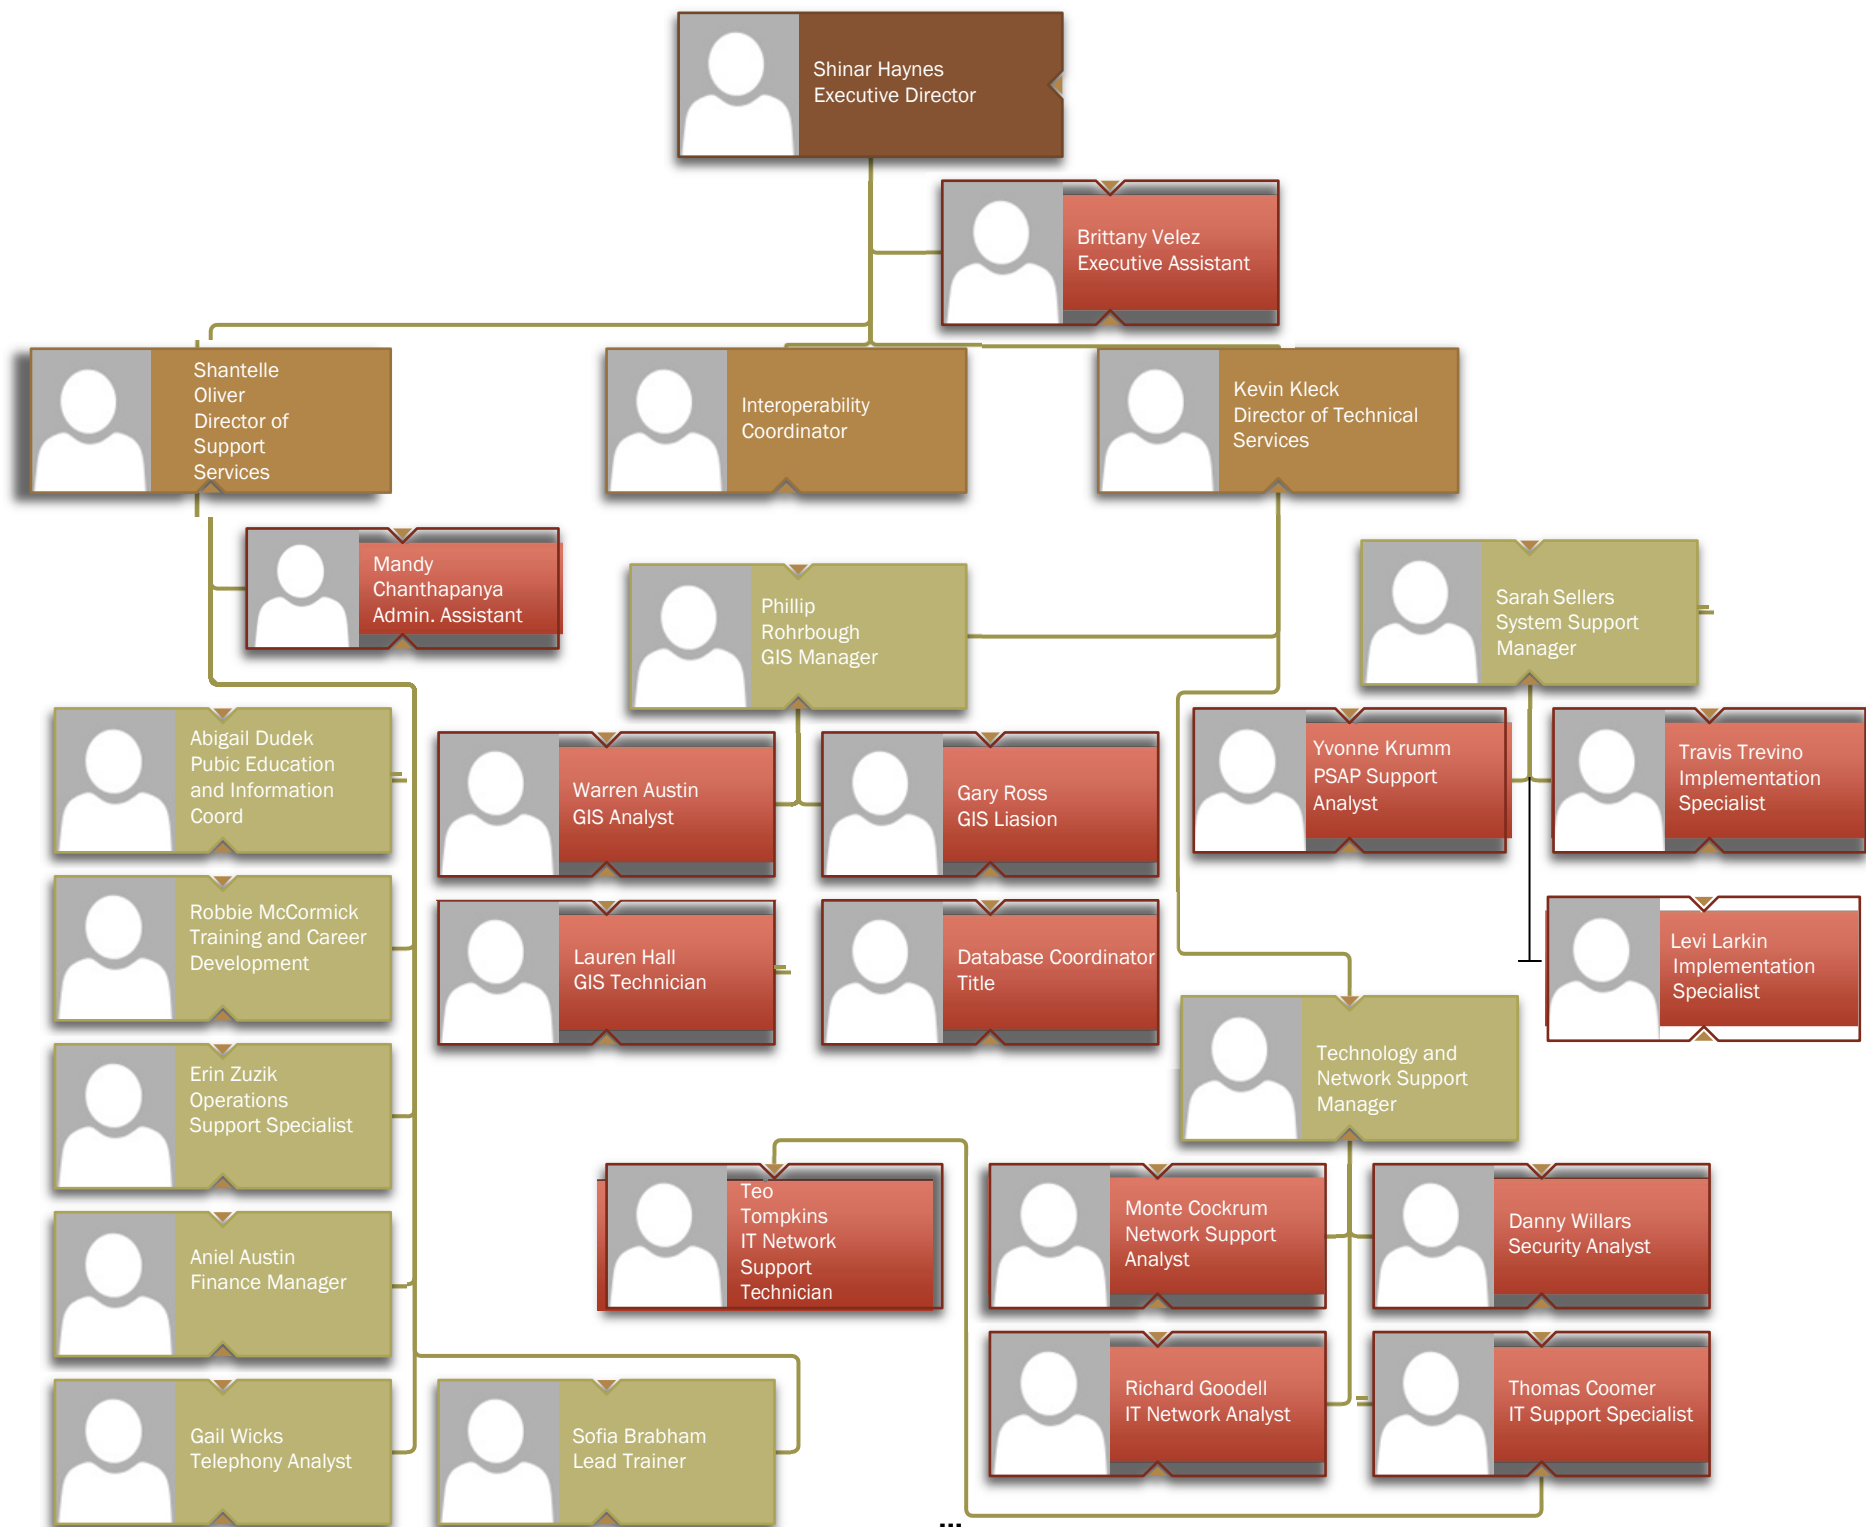 Shinar Haynes
Executive Director
Brittany Velez
Executive Assistant
Shantelle
Oliver
Director of
Support
Services
Interoperability
Coordinator
Kevin Kleck
Director of Technical
Services
Mandy
Chanthapanya
Admin. Assistant
Phillip
Rohrbough
GIS Manager
Sarah Sellers
System Support
Manager
Abigail Dudek
Pubic Education
and Information
Coord
Warren Austin
GIS Analyst
Gary Ross
GIS Liasion
Yvonne Krumm
PSAP Support
Analyst
Travis Trevino
Implementation
Specialist
Robbie McCormick
Training and Career
Development
Lauren Hall
GIS Technician
Database Coordinator
Title
Levi Larkin
Implementation
Specialist
Erin Zuzik
Operations
Support Specialist
Technology and
Network Support
Manager
Teo
Tompkins
IT Network
Support
Technician
Monte Cockrum
Network Support
Analyst
Danny Willars
Security Analyst
Aniel Austin
Finance Manager
Richard Goodell
IT Network Analyst
Thomas Coomer
IT Support Specialist
Gail Wicks
Telephony Analyst
Sofia Brabham
Lead Trainer